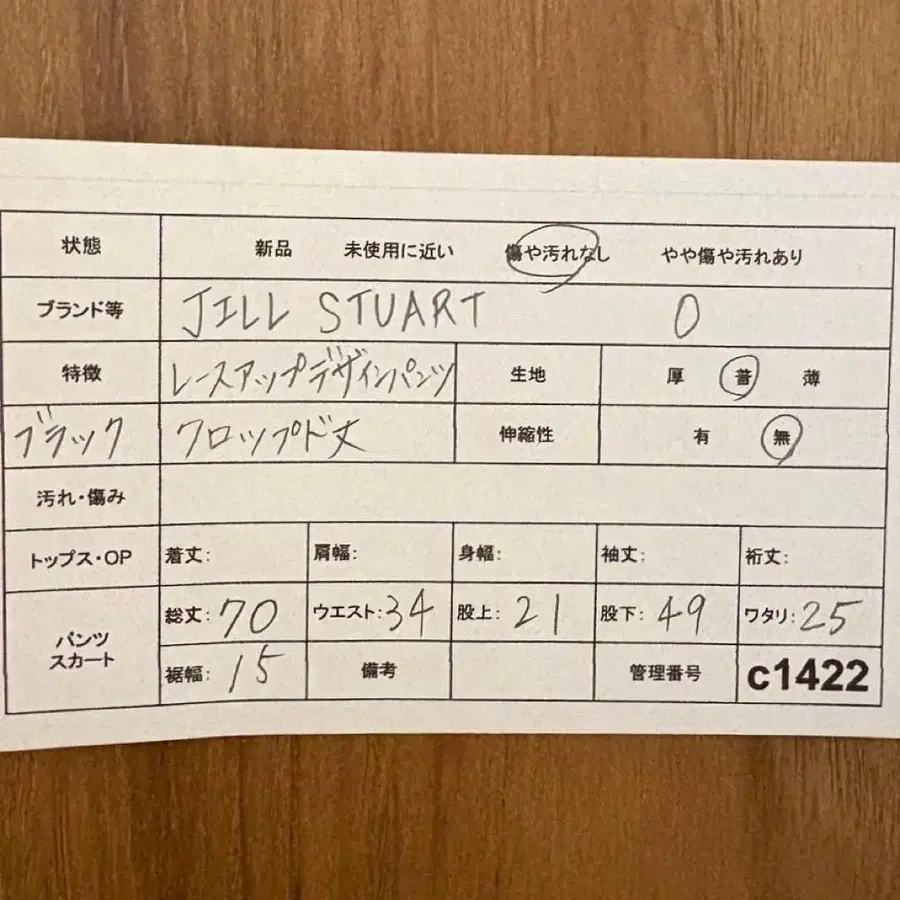 状態 新品 未使用に近い 傷や汚れなし やや傷や汚れあり
ブランド等 JILL STUART 0
特徴 レースアップデザインパンツ 生地 厚 普 薄
ブラック クロップド丈 伸縮性 有 無
汚れ・傷み
トップス・OP 着丈: 肩幅: 身幅: 袖丈: 裄丈:
パンツ スカート 総丈: 70 ウエスト: 34 股上: 21 股下: 49 ワタリ: 25
裾幅: 15 備考 管理番号 c1422